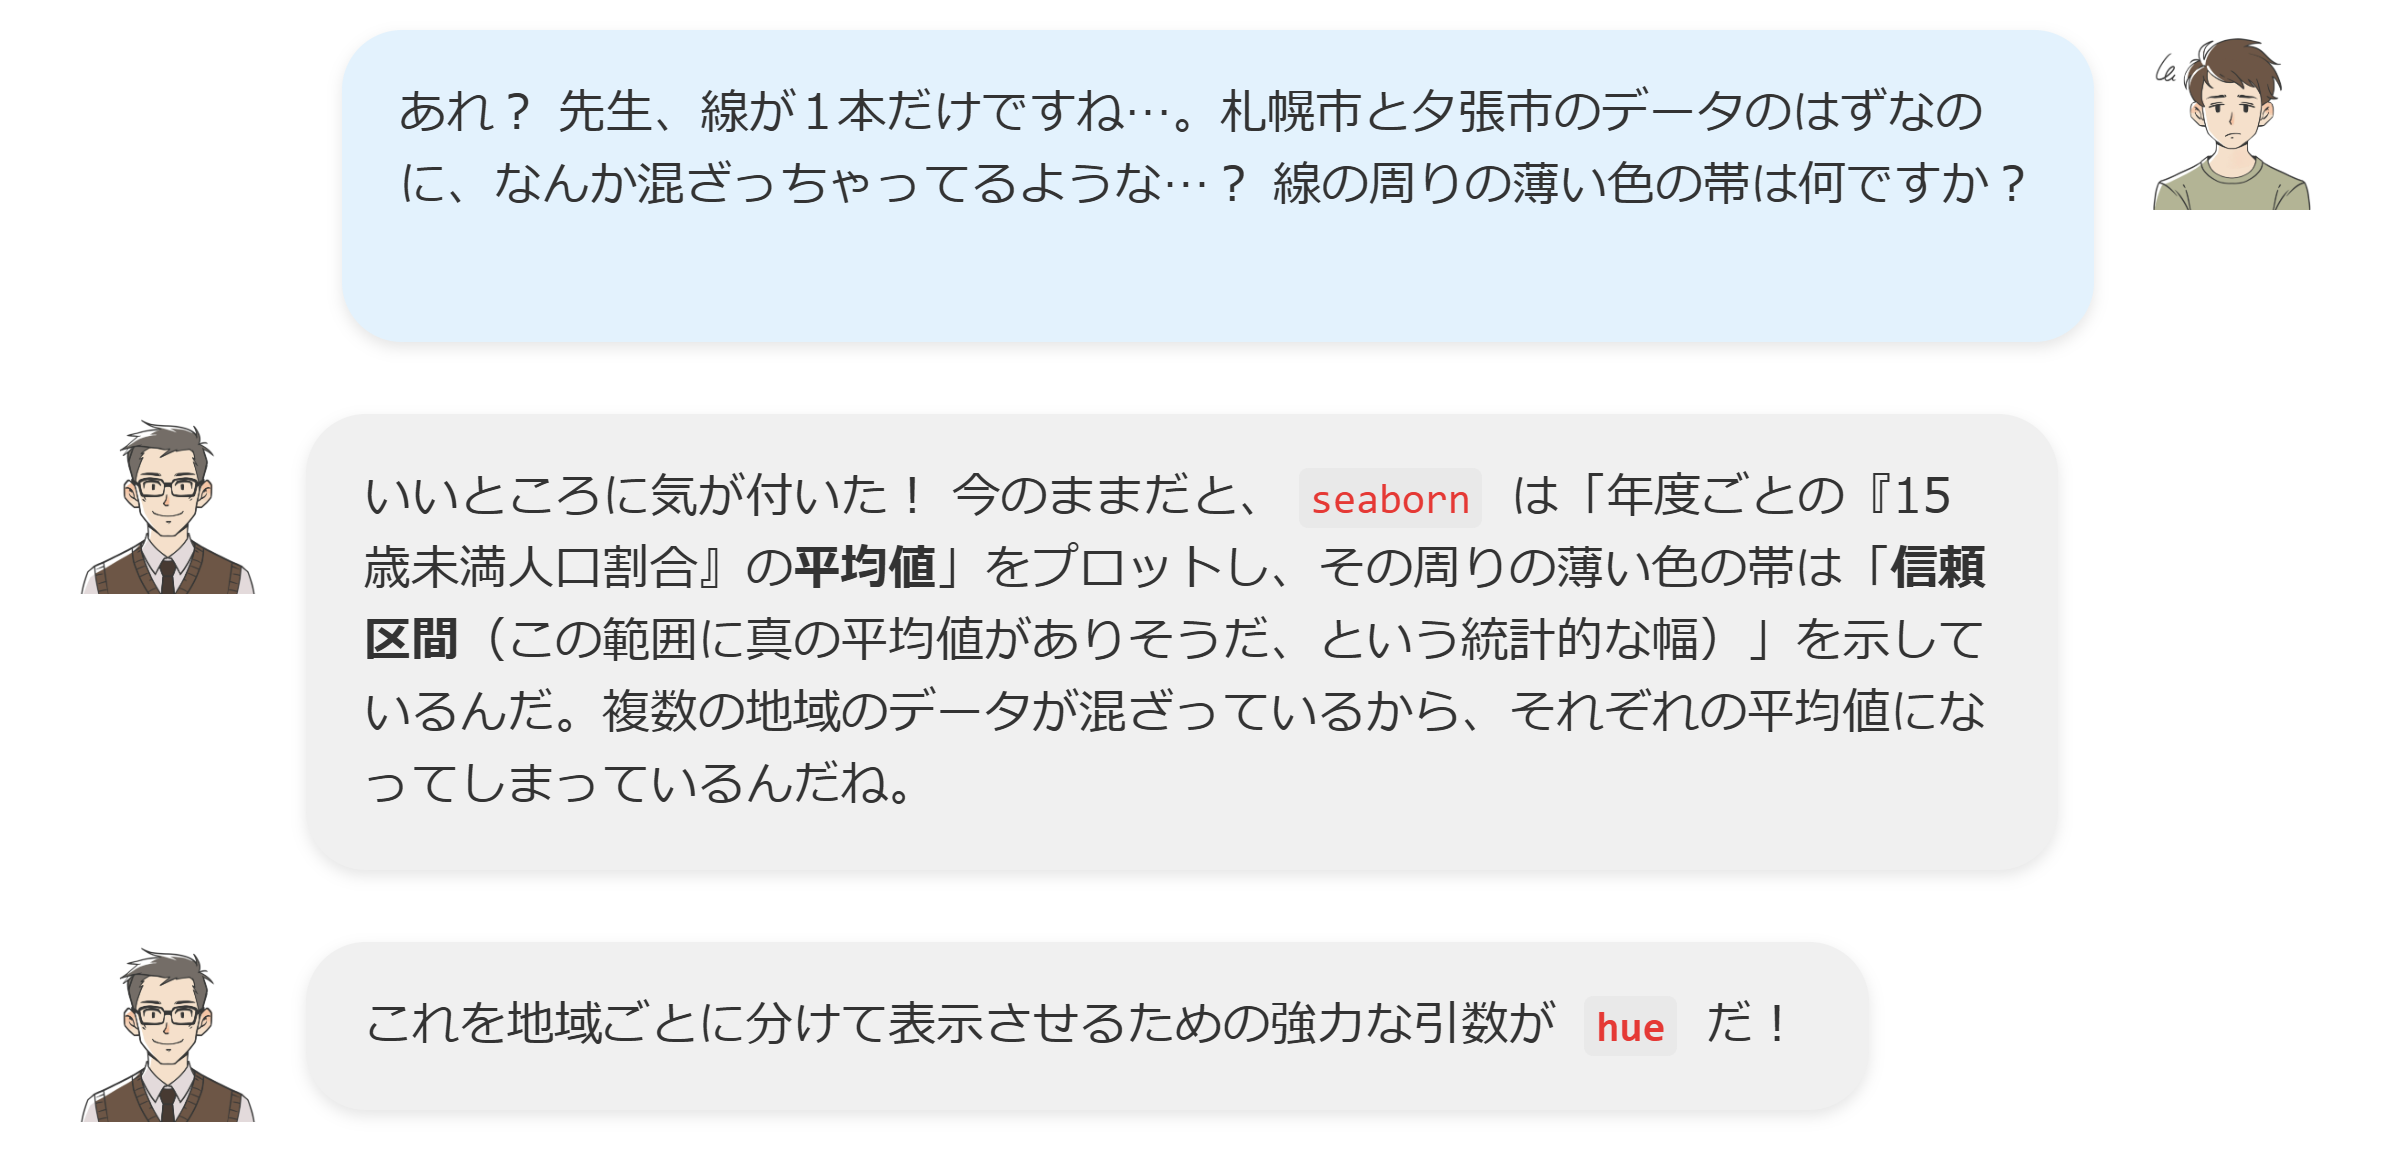 あれ？ 先生、線が１本だけですね…。札幌市と夕張市のデータのはずなの
に、なんか混ざっちゃってるような…？ 線の周りの薄い色の帯は何ですか？
いいところに気が付いた！ 今のままだと、 seaborn は「年度ごとの『15
歳未満人口割合』の平均値」をプロットし、その周りの薄い色の帯は「信頼
区間（この範囲に真の平均値がありそうだ、という統計的な幅）」を示して
いるんだ。複数の地域のデータが混ざっているから、それぞれの平均値にな
ってしまっているんだね。
これを地域ごとに分けて表示させるための強力な引数が hue だ！